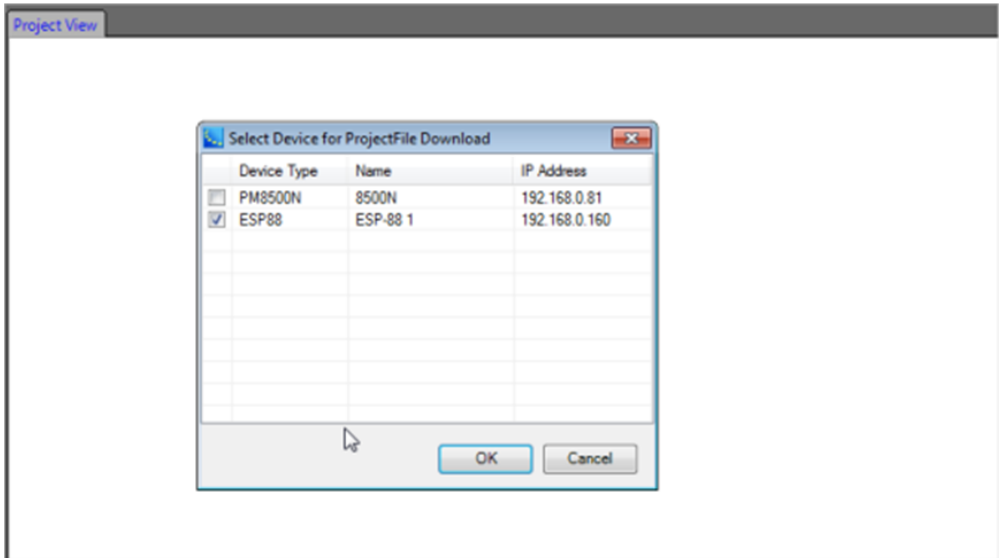 Project View
Select Device for ProjectFile Download
Device Type Name IP Address
PM8500N 8500N 192.168.0.81
ESP88 ESP-88 1 192.168.0.160
OK Cancel